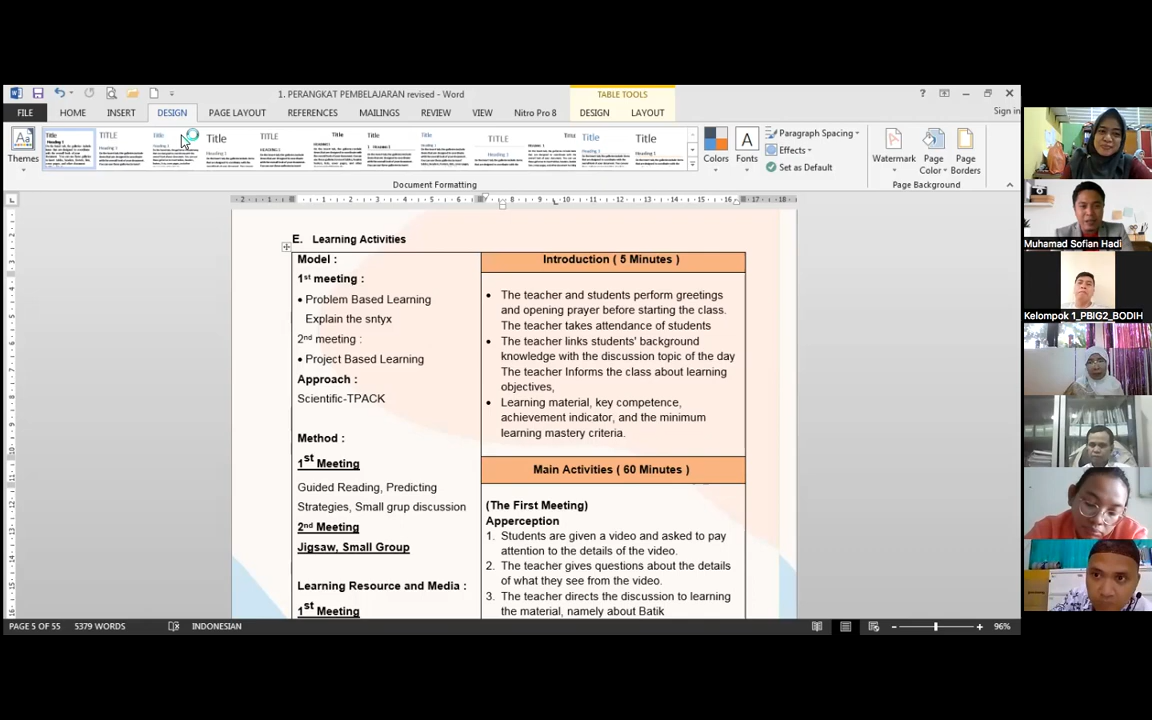 1. PERANGKAT PEMBELAJARAN revised - Word
TABLE TOOLS
Sign in
FILE
HOME
INSERT
DESIGN
PAGE LAYOUT
REFERENCES
MAILINGS
REVIEW
VIEW
Nitro Pro 8
DESIGN
LAYOUT
Themes
Colors
Fonts
Paragraph Spacing
Effects
Set as Default
Watermark
Page Color
Page Borders
Document Formatting
Page Background
E. Learning Activities
Model :
1st meeting :
• Problem Based Learning
Explain the sntyx
2nd meeting :
• Project Based Learning
Approach :
Scientific-TPACK
Method :
1st Meeting
Guided Reading, Predicting
Strategies, Small grup discussion
2nd Meeting
Jigsaw, Small Group
Learning Resource and Media :
1st Meeting
Introduction ( 5 Minutes )
• The teacher and students perform greetings
and opening prayer before starting the class.
The teacher takes attendance of students
• The teacher links students' background
knowledge with the discussion topic of the day
The teacher Informs the class about learning
objectives,
• Learning material, key competence,
achievement indicator, and the minimum
learning mastery criteria.
Main Activities ( 60 Minutes )
(The First Meeting)
Apperception
1. Students are given a video and asked to pay
attention to the details of the video.
2. The teacher gives questions about the details
of what they see from the video.
3. The teacher directs the discussion to learning
the material, namely about Batik
PAGE 5 OF 55
5379 WORDS
INDONESIAN
96%
Muhamad Sofian Hadi
Kelompok 1_PBIG2_BODIH